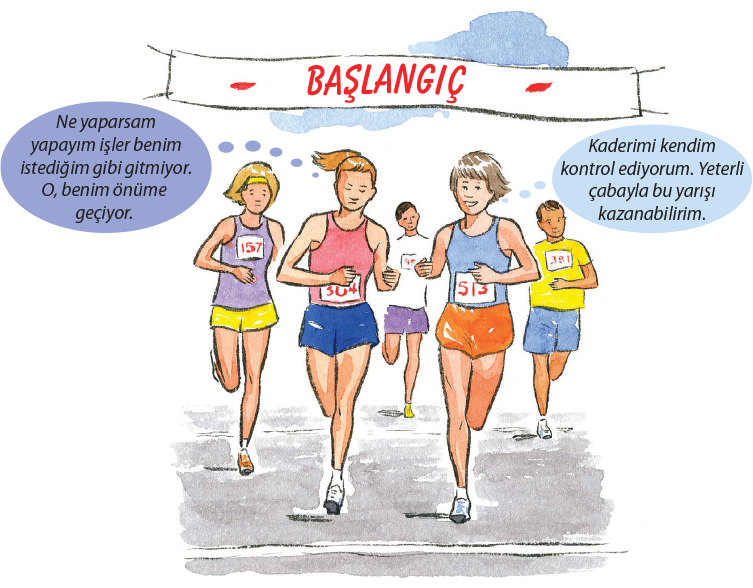 BAŞLANGIÇ
Ne yaparsam
yapayım işler benim
istediğim gibi gitmiyor.
O, benim önüme
geçiyor.
Kaderimi kendim
kontrol ediyorum. Yeterli
çabayla bu yarışı
kazanabilirim.
157
304
513
391